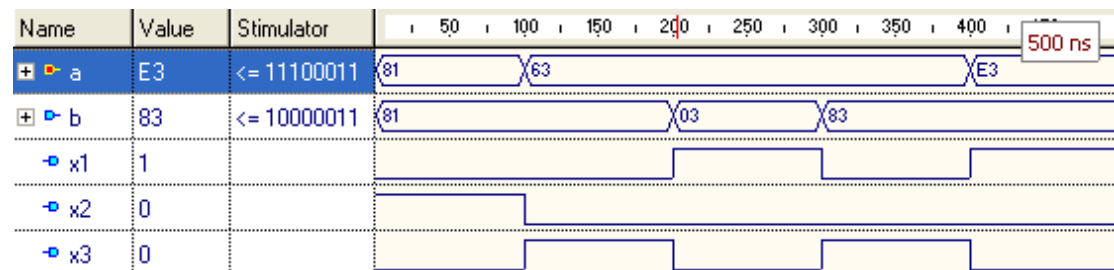 Name Value Stimulator 50 100 150 200 250 300 350 400
500 ns
a E3 <= 11100011 81 63 E3
b 83 <= 10000011 81 03 83
x1 1
x2 0
x3 0